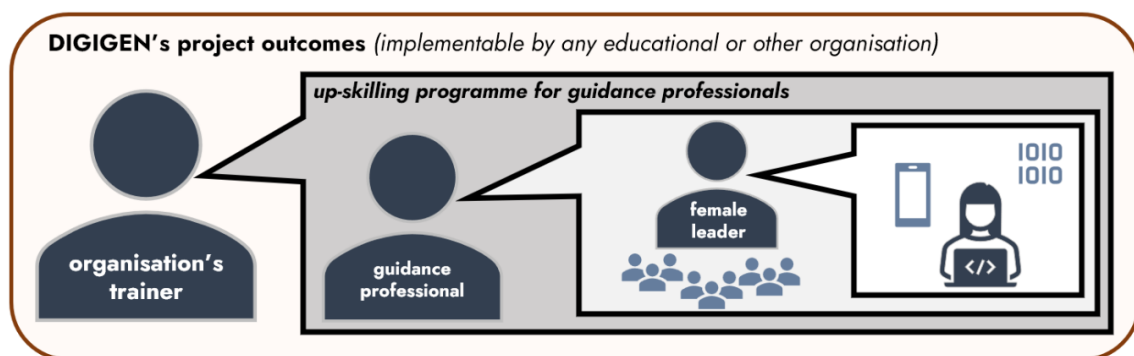 DIGIGEN's project outcomes (implementable by any educational or other organisation)
up-skilling programme for guidance professionals
organisation's
trainer
guidance
professional
female
leader
1010
1010
</>